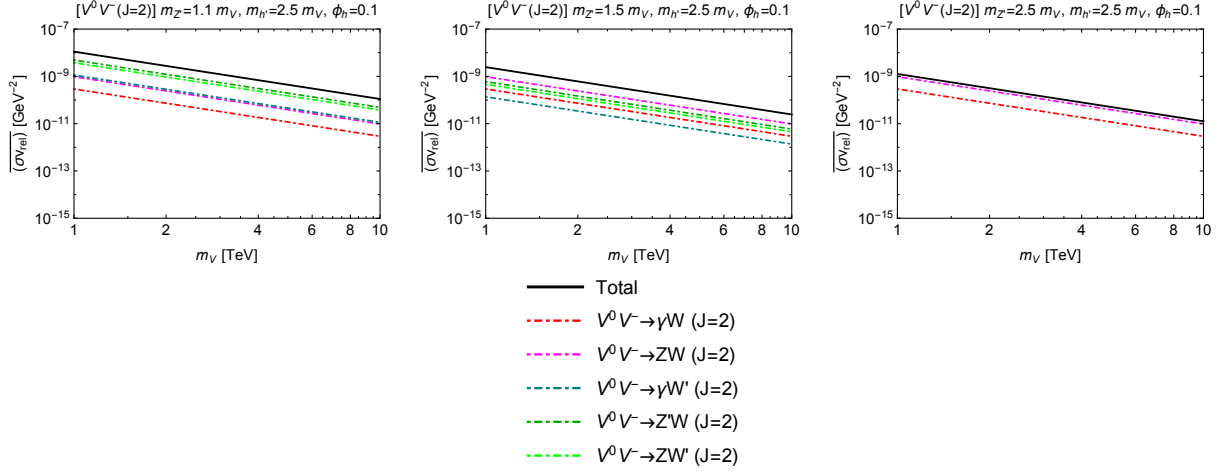 [V⁰V⁻(J=2)] m_Z'=1.1 m_V, m_h'=2.5 m_V, ϕ_h=0.1
10⁻⁷
10⁻⁹
10⁻¹¹
10⁻¹³
10⁻¹⁵
(σv_rel) [GeV⁻²]
1 2 4 6 8 10
m_V [TeV]
[V⁰V⁻(J=2)] m_Z'=1.5 m_V, m_h'=2.5 m_V, ϕ_h=0.1
10⁻⁷
10⁻⁹
10⁻¹¹
10⁻¹³
10⁻¹⁵
(σv_rel) [GeV⁻²]
1 2 4 6 8 10
m_V [TeV]
[V⁰V⁻(J=2)] m_Z'=2.5 m_V, m_h'=2.5 m_V, ϕ_h=0.1
10⁻⁷
10⁻⁹
10⁻¹¹
10⁻¹³
10⁻¹⁵
(σv_rel) [GeV⁻²]
1 2 4 6 8 10
m_V [TeV]
Total
V⁰V⁻→γW (J=2)
V⁰V⁻→ZW (J=2)
V⁰V⁻→γW' (J=2)
V⁰V⁻→Z'W (J=2)
V⁰V⁻→ZW' (J=2)